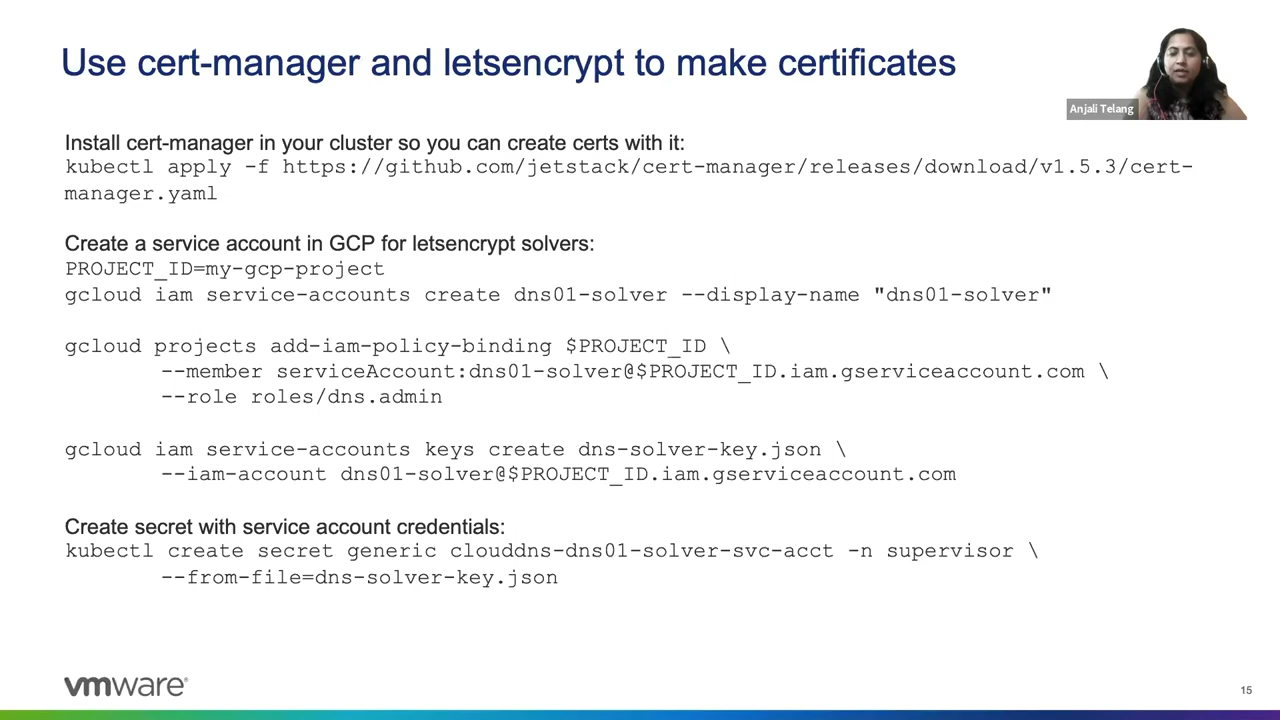 Use cert-manager and letsencrypt to make certificates
Anjali Telang
Install cert-manager in your cluster so you can create certs with it:
kubectl apply -f https://github.com/jetstack/cert-manager/releases/download/v1.5.3/cert-
manager.yaml
Create a service account in GCP for letsencrypt solvers:
PROJECT_ID=my-gcp-project
gcloud iam service-accounts create dns01-solver --display-name "dns01-solver"
gcloud projects add-iam-policy-binding $PROJECT_ID \
--member serviceAccount:dns01-solver@$PROJECT_ID.iam.gserviceaccount.com \
--role roles/dns.admin
gcloud iam service-accounts keys create dns-solver-key.json \
--iam-account dns01-solver@$PROJECT_ID.iam.gserviceaccount.com
Create secret with service account credentials:
kubectl create secret generic clouddns-dns01-solver-svc-acct -n supervisor \
--from-file=dns-solver-key.json
vmware®
15